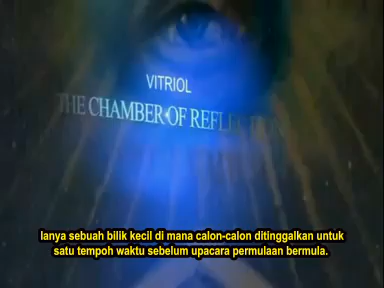 VITRIOL
THE CHAMBER OF REFLECTION
Ianya sebuah bilik kecil di mana calon-calon ditinggalkan untuk
satu tempoh waktu sebelum upacara permulaan bermula.